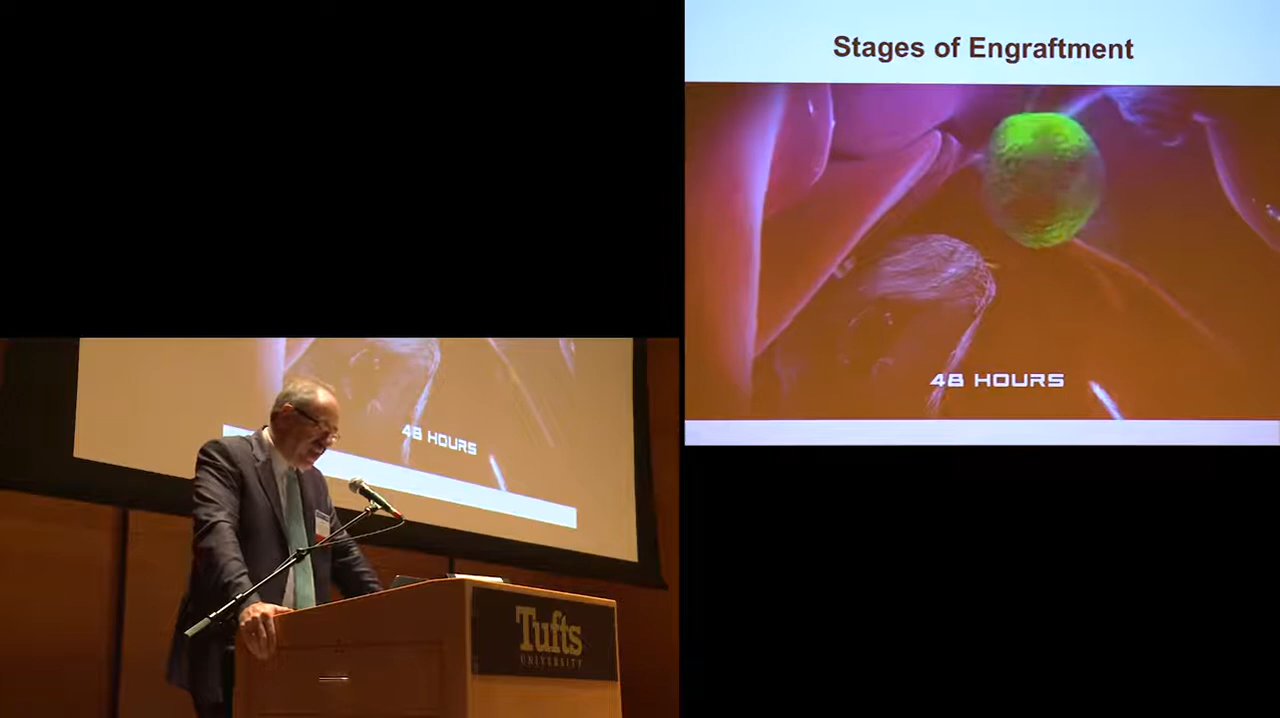 Stages of Engraftment
48 HOURS
48 HOURS
Tufts
UNIVERSITY